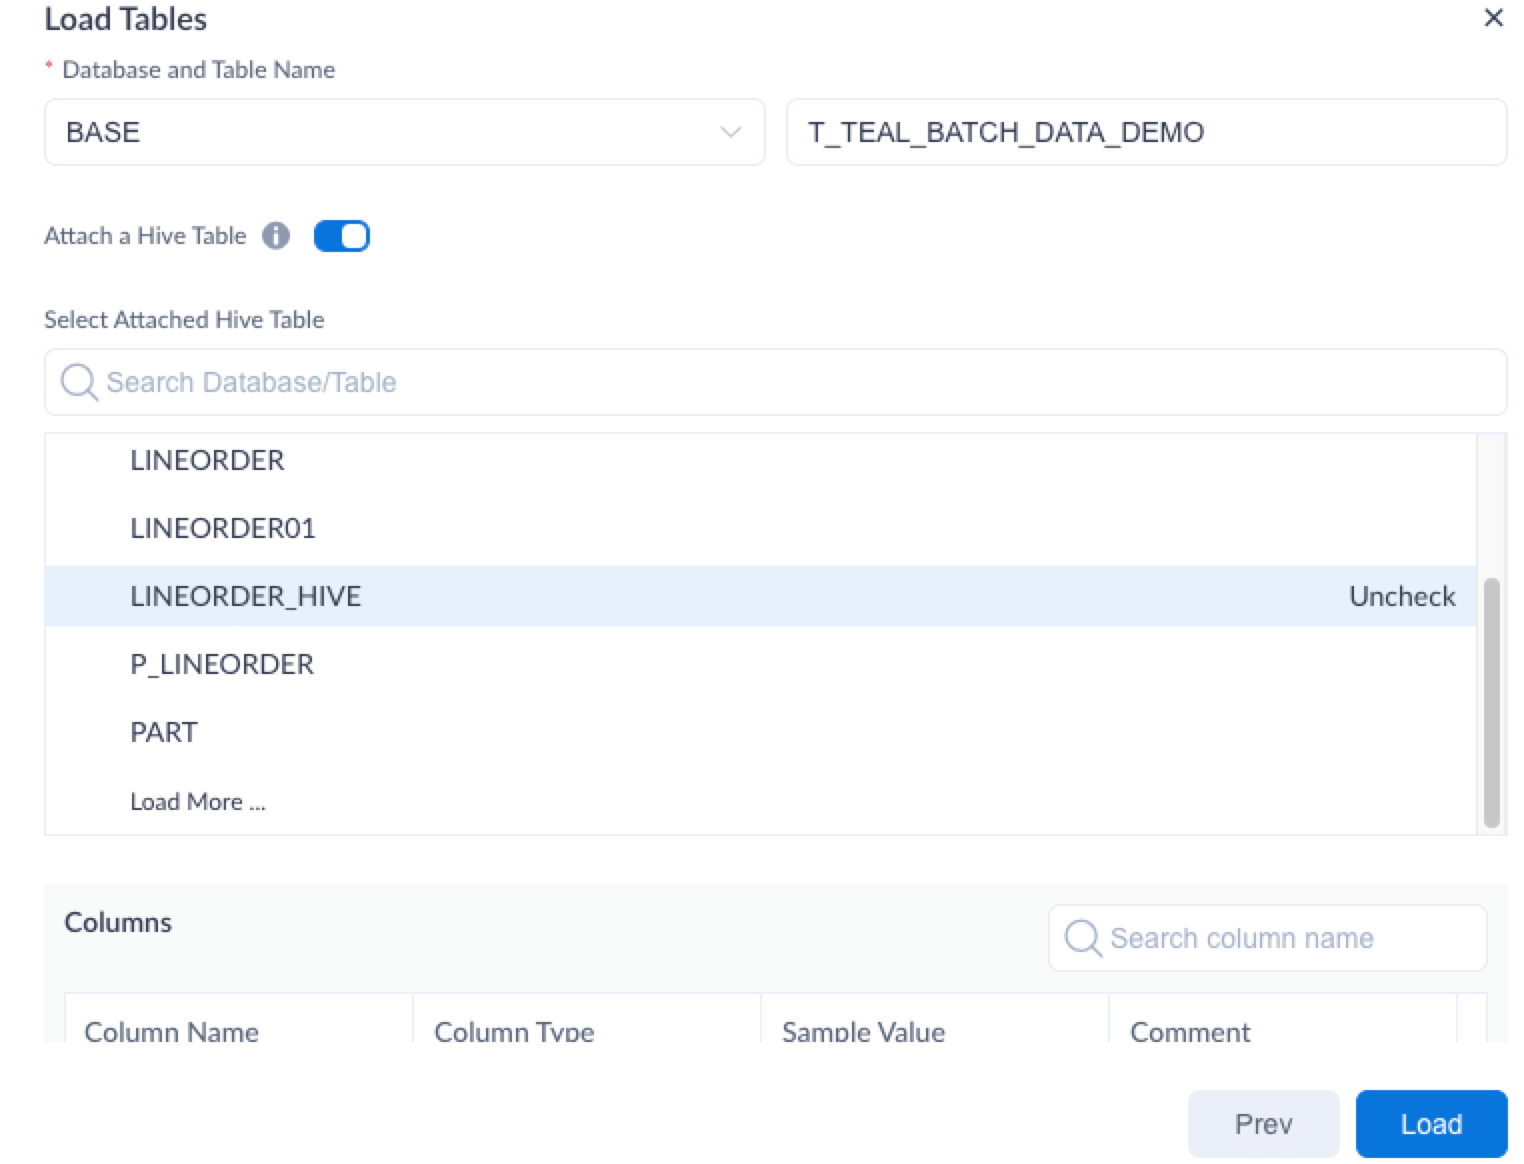 Load Tables
* Database and Table Name
BASE
T_TEAL_BATCH_DATA_DEMO
Attach a Hive Table
Select Attached Hive Table
Search Database/Table
LINEORDER
LINEORDER01
LINEORDER_HIVE Uncheck
P_LINEORDER
PART
Load More ...
Columns
Search column name
Column Name Column Type Sample Value Comment
Prev Load